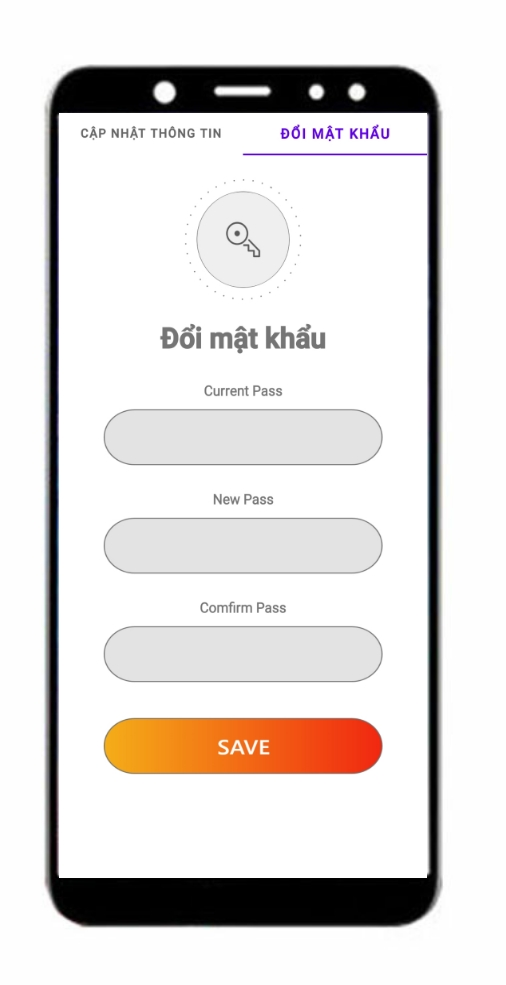 CẬP NHẬT THÔNG TIN
ĐỔI MẬT KHẨU
Đổi mật khẩu
Current Pass
New Pass
Comfirm Pass
SAVE